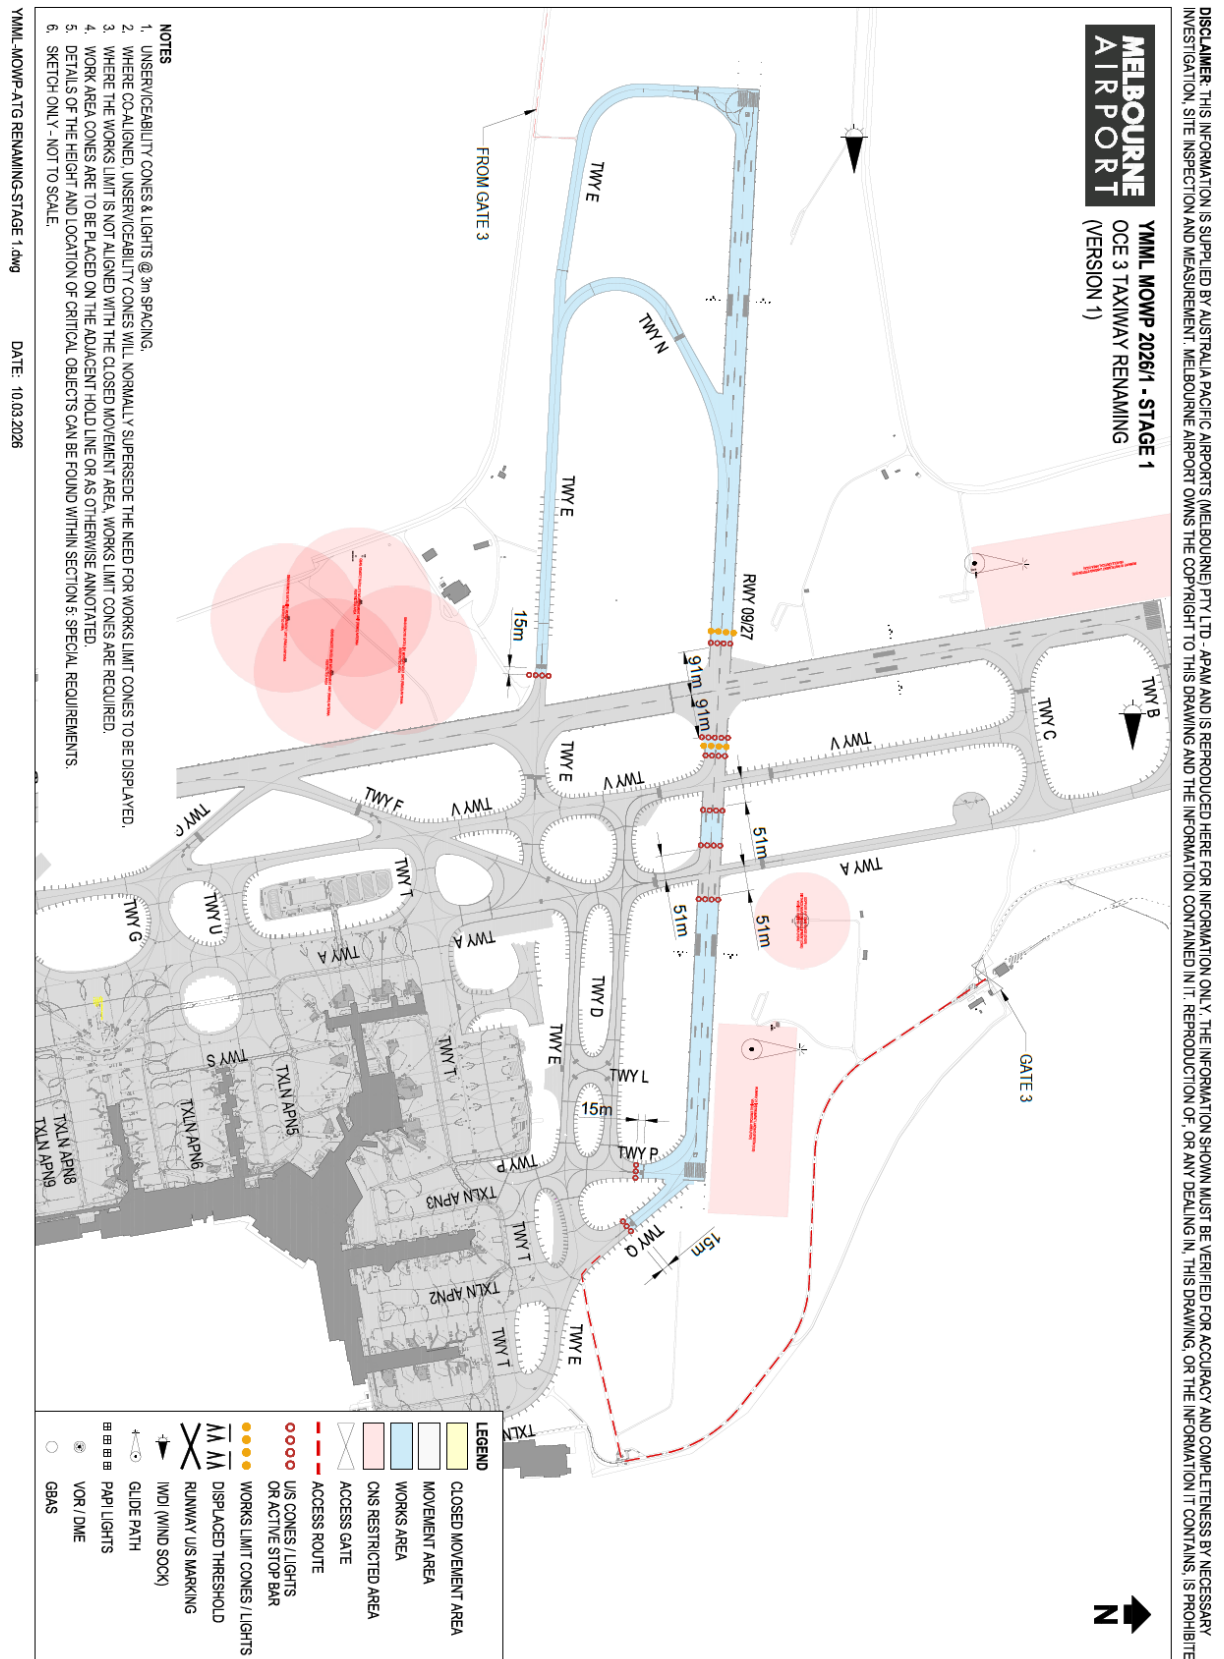 DISCLAIMER: THIS INFORMATION IS SUPPLIED BY AUSTRALIA PACIFIC AIRPORTS (MELBOURNE) PTY LTD - APAM AND IS REPRODUCED HERE FOR INFORMATION ONLY. THE INFORMATION SHOWN MUST BE VERIFIED FOR ACCURACY AND COMPLETENESS BY NECESSARY
INVESTIGATION, SITE INSPECTION AND MEASUREMENT. MELBOURNE AIRPORT OWNS THE COPYRIGHT TO THIS DRAWING AND THE INFORMATION CONTAINED IN IT. REPRODUCTION OF, OR ANY DEALING IN, THIS DRAWING, OR THE INFORMATION IT CONTAINS, IS PROHIBITE
MELBOURNE
AIRPORT
YMML MOWP 2026/1 - STAGE 1
OCE 3 TAXIWAY RENAMING
(VERSION 1)
N
TWY B
TWY C
GATE 3
TWY V
TWY A
RWY 09/27
91m
91m
51m
51m
51m
15m
TWY N
TWY E
FROM GATE 3
TWY E
15m
TWY E
TWY V
TWY V
TWY F
TWY G
TWY T
TWY U
TWY G
TWY A
TWY A
TWY D
TWY E
TWY L
15m
TWY P
TWY Q
TWY P
TWY T
TWY S
TXLN APN5
TXLN APN6
TXLN APN8
TXLN APN9
TXLN APN3
TWY T
TXLN APN2
TWY T
TWY E
TXLN
NOTES
1. UNSERVICEABILITY CONES & LIGHTS @ 3m SPACING.
2. WHERE CO-ALIGNED, UNSERVICEABILITY CONES WILL NORMALLY SUPERSEDE THE NEED FOR WORKS LIMIT CONES TO BE DISPLAYED.
3. WHERE THE WORKS LIMIT IS NOT ALIGNED WITH THE CLOSED MOVEMENT AREA, WORKS LIMIT CONES ARE REQUIRED.
4. WORK AREA CONES ARE TO BE PLACED ON THE ADJACENT HOLD LINE OR AS OTHERWISE ANNOTATED.
5. DETAILS OF THE HEIGHT AND LOCATION OF CRITICAL OBJECTS CAN BE FOUND WITHIN SECTION 5: SPECIAL REQUIREMENTS.
6. SKETCH ONLY - NOT TO SCALE.
LEGEND
CLOSED MOVEMENT AREA
MOVEMENT AREA
WORKS AREA
CNS RESTRICTED AREA
ACCESS GATE
ACCESS ROUTE
U/S CONES / LIGHTS
OR ACTIVE STOP BAR
WORKS LIMIT CONES / LIGHTS
DISPLACED THRESHOLD
RUNWAY U/S MARKING
IWDI (WIND SOCK)
GLIDE PATH
PAPI LIGHTS
VOR / DME
GBAS
YMML-MOWP-ATG RENAMING-STAGE 1.dwg
DATE: 10.03.2026